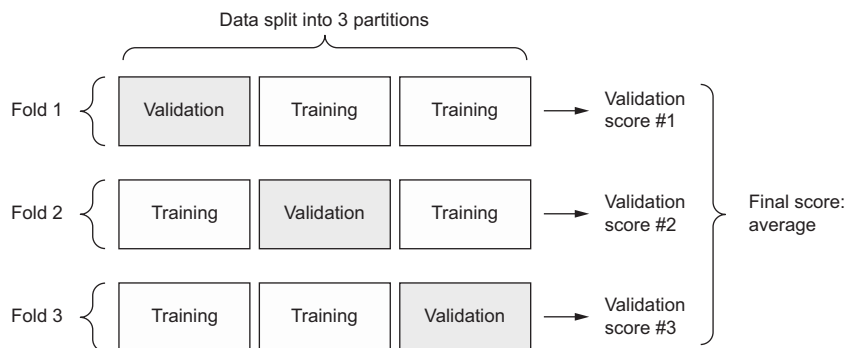 Data split into 3 partitions
Fold 1
Validation
Training
Training
Validation
score #1
Fold 2
Training
Validation
Training
Validation
score #2
Final score:
average
Fold 3
Training
Training
Validation
Validation
score #3